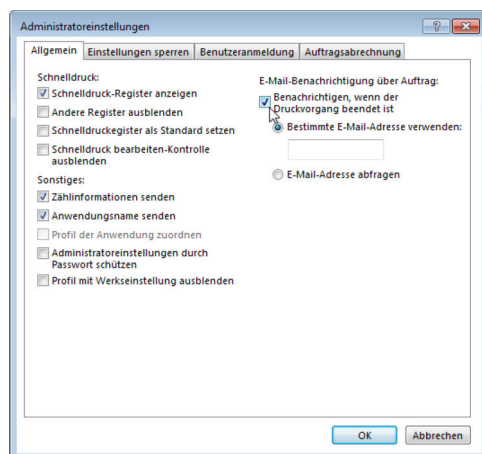 Administratoreinstellungen
Allgemein
Einstellungen sperren
Benutzeranmeldung
Auftragsabrechnung
Schnelldruck:
Schnelldruck-Register anzeigen
Andere Register ausblenden
Schnelldruckegister als Standard setzen
Schnelldruck bearbeiten-Kontrolle
ausblenden
Sonstiges:
Zählinformationen senden
Anwendungsname senden
Profil der Anwendung zuordnen
Administratoreinstellungen durch
Passwort schützen
Profil mit Werkseinstellung ausblenden
E-Mail-Benachrichtigung über Auftrag:
Benachrichtigen, wenn der
Druckvorgang beendet ist
Bestimmte E-Mail-Adresse verwenden:
E-Mail-Adresse abfragen
OK
Abbrechen